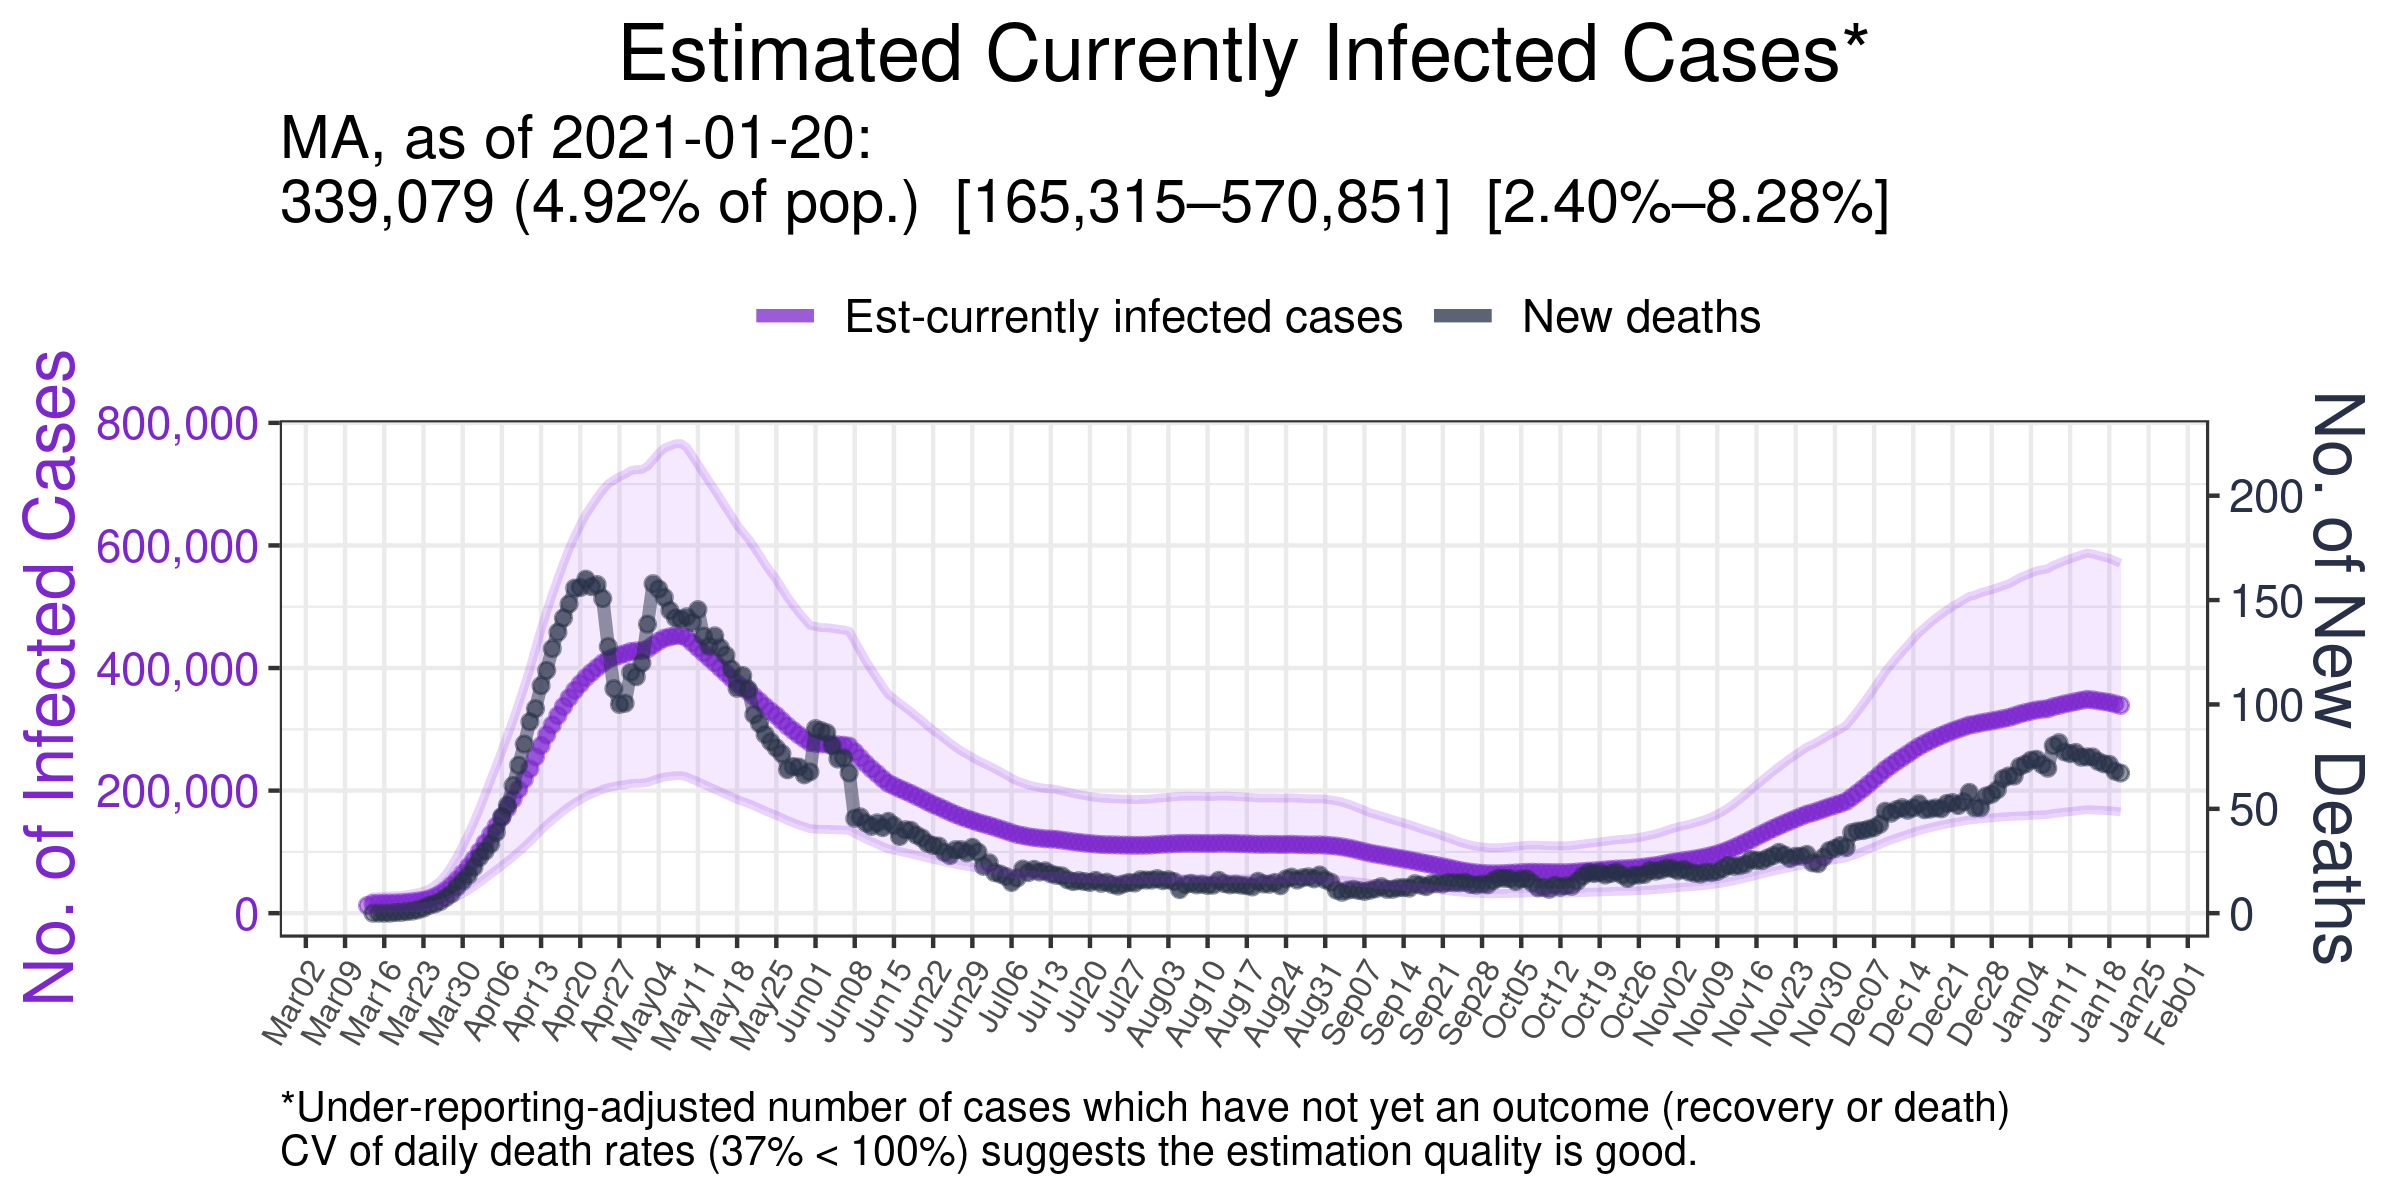 Estimated Currently Infected Cases*
MA, as of 2021-01-20:
339,079 (4.92% of pop.) [165,315–570,851] [2.40%–8.28%]
Est-currently infected cases
New deaths
No. of Infected Cases
800,000
600,000
400,000
200,000
0
No. of New Deaths
200
150
100
50
0
Mar02
Mar09
Mar16
Mar23
Mar30
Apr06
Apr13
Apr20
Apr27
May04
May11
May18
May25
Jun01
Jun08
Jun15
Jun22
Jun29
Jul06
Jul13
Jul20
Jul27
Aug03
Aug10
Aug17
Aug24
Aug31
Sep07
Sep14
Sep21
Sep28
Oct05
Oct12
Oct19
Oct26
Nov02
Nov09
Nov16
Nov23
Nov30
Dec07
Dec14
Dec21
Dec28
Jan04
Jan11
Jan18
Jan25
Feb01
*Under-reporting-adjusted number of cases which have not yet an outcome (recovery or death)
CV of daily death rates (37% < 100%) suggests the estimation quality is good.